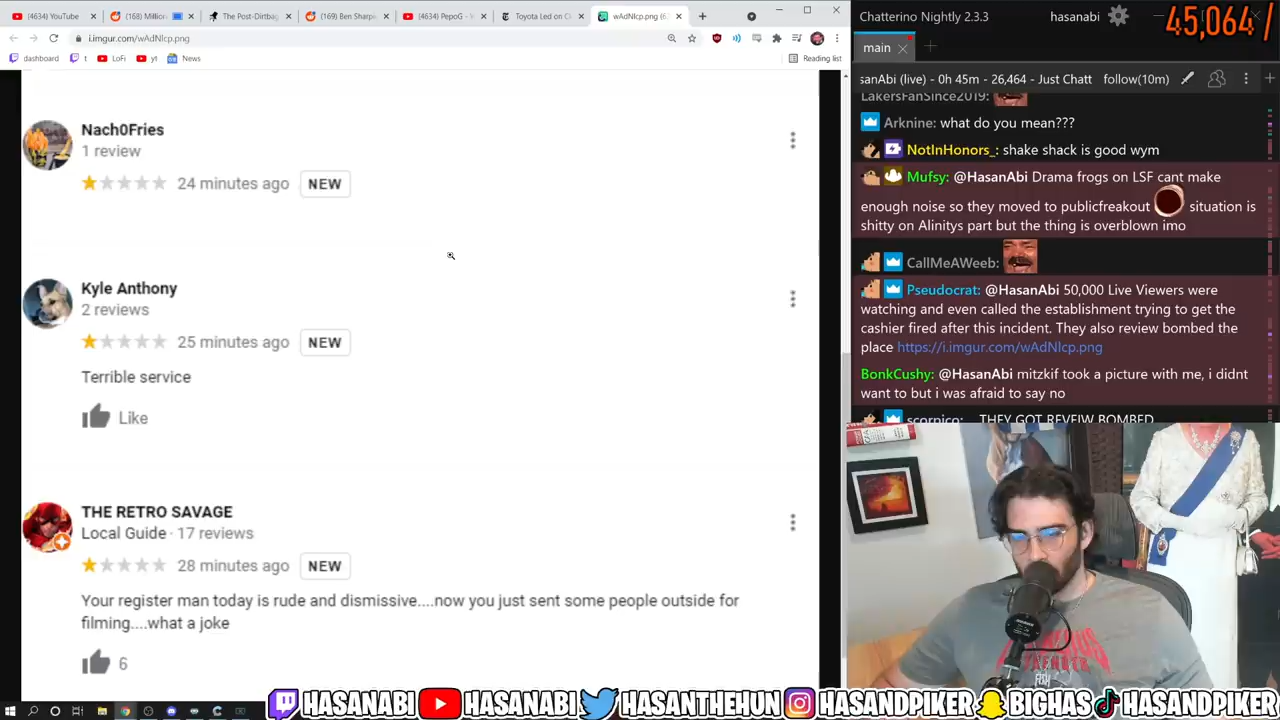 (4634) YouTube
(168) Million
The Post-Dirtbag
(169) Ben Sharpi
(4634) PepoG - Y
Toyota Led on Cl
wAdNlcp.png (6
i.imgur.com/wAdNlcp.png
dashboard
t
LoFi
yt
News
Reading list
Nach0Fries
1 review
24 minutes ago NEW
Kyle Anthony
2 reviews
25 minutes ago NEW
Terrible service
Like
THE RETRO SAVAGE
Local Guide · 17 reviews
28 minutes ago NEW
Your register man today is rude and dismissive....now you just sent some people outside for
filming....what a joke
6
Chatterino Nightly 2.3.3
hasanabi
45,064 /
main
sanAbi (live) - 0h 45m - 26,464 - Just Chatt
follow(10m)
LakersFanSince2019:
Arknine: what do you mean???
NotInHonors_: shake shack is good wym
Mufsy: @HasanAbi Drama frogs on LSF cant make
enough noise so they moved to publicfreakout situation is
shitty on Alinitys part but the thing is overblown imo
CallMeAWeeb:
Pseudocrat: @HasanAbi 50,000 Live Viewers were
watching and even called the establishment trying to get the
cashier fired after this incident. They also review bombed the
place https://i.imgur.com/wAdNlcp.png
BonkCushy: @HasanAbi mitzkif took a picture with me, i didnt
want to but i was afraid to say no
scornico_: THEY GOT REVEIW BOMBED
HASANABI
HASANABI
HASANTHEHUN
HASANDPIKER
BIGHAS
HASANDPIKER